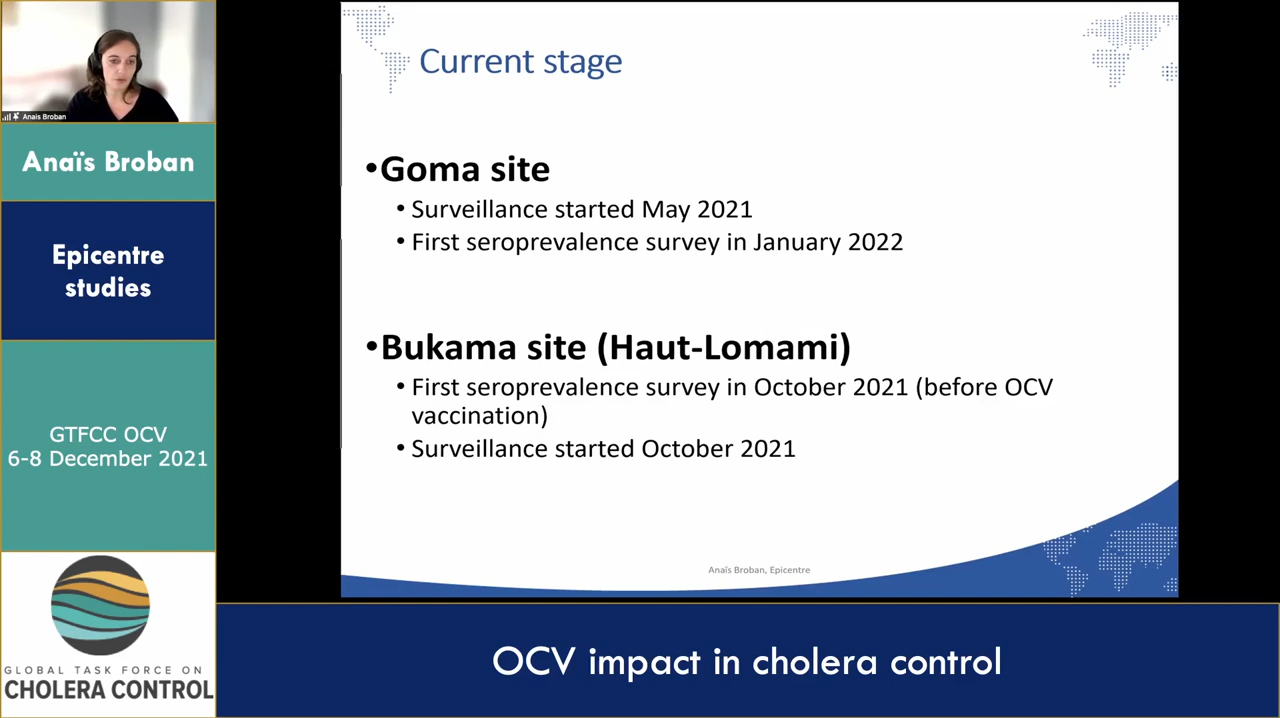 Anais Broban
Anaïs Broban
Epicentre
studies
GTFCC OCV
6-8 December 2021
GLOBAL TASK FORCE ON
CHOLERA CONTROL
Current stage
•Goma site
• Surveillance started May 2021
• First seroprevalence survey in January 2022
•Bukama site (Haut-Lomami)
• First seroprevalence survey in October 2021 (before OCV
vaccination)
• Surveillance started October 2021
Anaïs Broban, Epicentre
OCV impact in cholera control